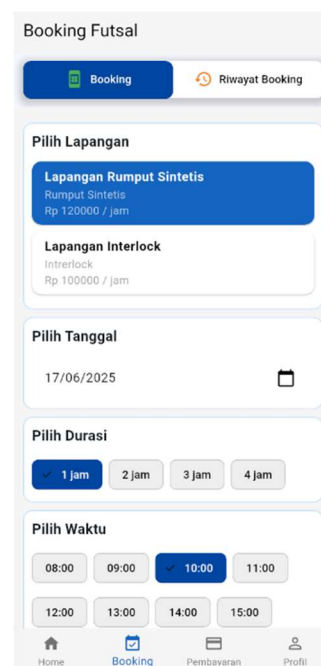 Booking Futsal
Booking
Riwayat Booking
Pilih Lapangan
Lapangan Rumput Sintetis
Rumput Sintetis
Rp 120000 / jam
Lapangan Interlock
Intrerlock
Rp 100000 / jam
Pilih Tanggal
17/06/2025
Pilih Durasi
1 jam 2 jam 3 jam 4 jam
Pilih Waktu
08:00 09:00 10:00 11:00
12:00 13:00 14:00 15:00
Home Booking Pembayaran Profil